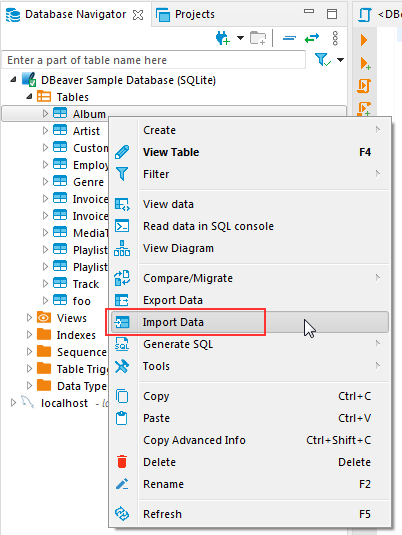 Database Navigator
Projects
<DBe
Enter a part of table name here
DBeaver Sample Database (SQLite)
Tables
Album
Artist
Custom
Employ
Genre
Invoice
Invoice
MediaT
Playlist
Playlist
Track
foo
Views
Indexes
Sequence
Table Trigg
Data Type
localhost - lo
Create
View Table F4
Filter
View data
Read data in SQL console
View Diagram
Compare/Migrate
Export Data
Import Data
SQL Generate SQL
Tools
Copy Ctrl+C
Paste Ctrl+V
Copy Advanced Info Ctrl+Shift+C
Delete Delete
Rename F2
Refresh F5